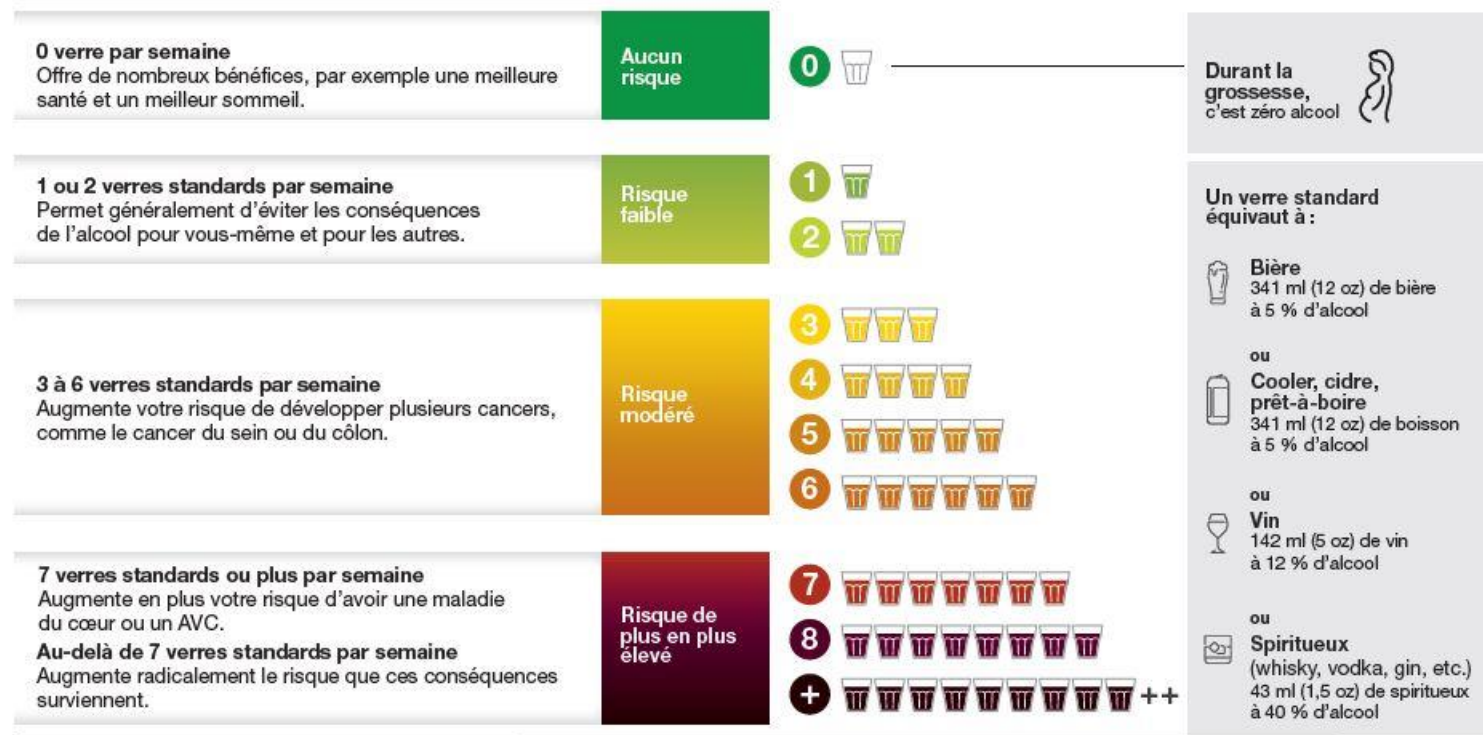 0 verre par semaine
Offre de nombreux bénéfices, par exemple une meilleure
santé et un meilleur sommeil.
Aucun
risque
0
Durant la
grossesse,
c'est zéro alcool
1 ou 2 verres standards par semaine
Permet généralement d'éviter les conséquences
de l'alcool pour vous-même et pour les autres.
Risque
faible
1
2
3 à 6 verres standards par semaine
Augmente votre risque de développer plusieurs cancers,
comme le cancer du sein ou du côlon.
Risque
modéré
3
4
5
6
7 verres standards ou plus par semaine
Augmente en plus votre risque d'avoir une maladie
du cœur ou un AVC.
Au-delà de 7 verres standards par semaine
Augmente radicalement le risque que ces conséquences
surviennent.
Risque de
plus en plus
élevé
7
8
+
++
Un verre standard
équivaut à :
Bière
341 ml (12 oz) de bière
à 5 % d'alcool
ou
Cooler, cidre,
prêt-à-boire
341 ml (12 oz) de boisson
à 5 % d'alcool
ou
Vin
142 ml (5 oz) de vin
à 12 % d'alcool
ou
Spiritueux
(whisky, vodka, gin, etc.)
43 ml (1,5 oz) de spiritueux
à 40 % d'alcool